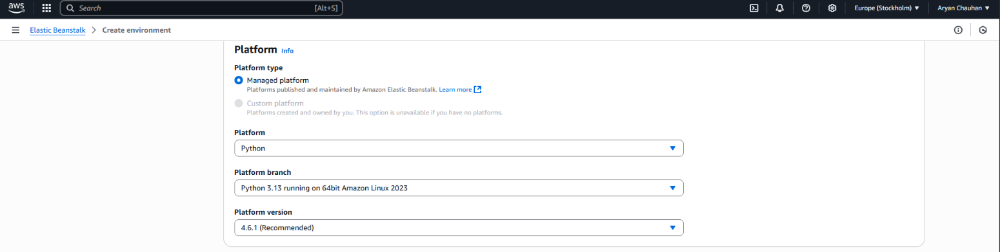 aws Search [Alt+S] Europe (Stockholm) Aryan Chauhan
Elastic Beanstalk Create environment
Platform Info
Platform type
Managed platform
Platforms published and maintained by Amazon Elastic Beanstalk. Learn more
Custom platform
Platforms created and owned by you. This option is unavailable if you have no platforms.
Platform
Python
Platform branch
Python 3.13 running on 64bit Amazon Linux 2023
Platform version
4.6.1 (Recommended)